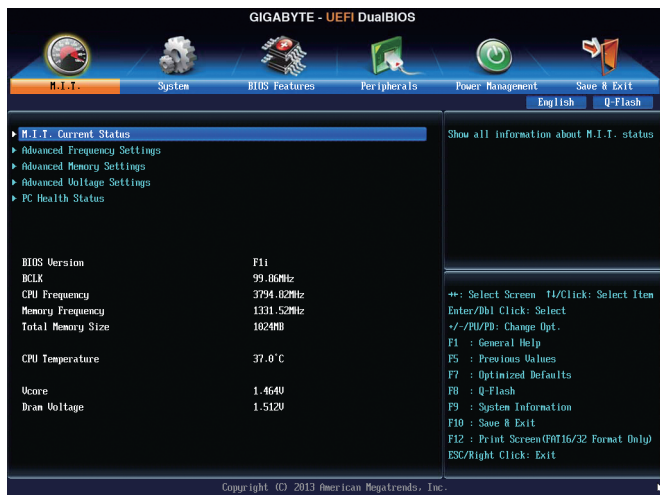 GIGABYTE - UEFI DualBIOS
M.I.T.
System
BIOS Features
Peripherals
Power Management
Save & Exit
English
Q-Flash
M.I.T. Current Status
Advanced Frequency Settings
Advanced Memory Settings
Advanced Voltage Settings
PC Health Status
BIOS Version F1i
BCLK 99.86MHz
CPU Frequency 3794.82MHz
Memory Frequency 1331.52MHz
Total Memory Size 1024MB
CPU Temperature 37.0°C
Vcore 1.464V
Dram Voltage 1.512V
Show all information about M.I.T. status
→←: Select Screen ↑↓/Click: Select Item
Enter/Dbl Click: Select
+/-/PU/PD: Change Opt.
F1 : General Help
F5 : Previous Values
F7 : Optimized Defaults
F8 : Q-Flash
F9 : System Information
F10 : Save & Exit
F12 : Print Screen(FAT16/32 Format Only)
ESC/Right Click: Exit
Copyright (C) 2013 American Megatrends, Inc.